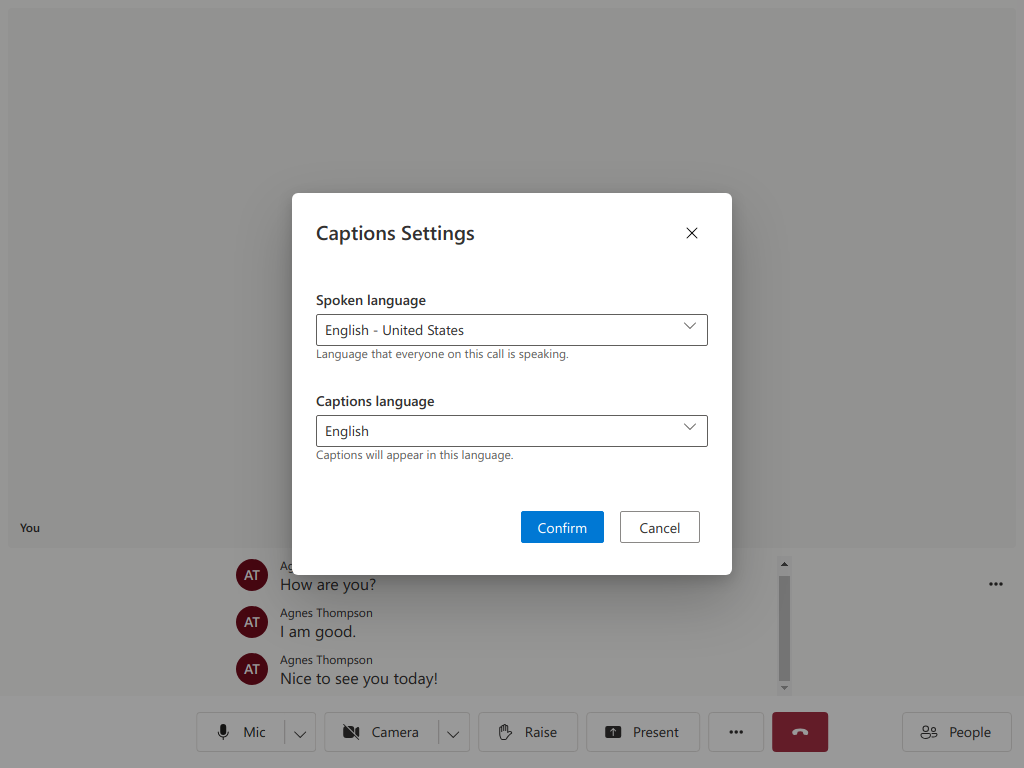 Captions Settings
Spoken language
English - United States
Language that everyone on this call is speaking.
Captions language
English
Captions will appear in this language.
Confirm
Cancel
You
AT
How are you?
AT
Agnes Thompson
I am good.
AT
Agnes Thompson
Nice to see you today!
Mic
Camera
Raise
Present
People